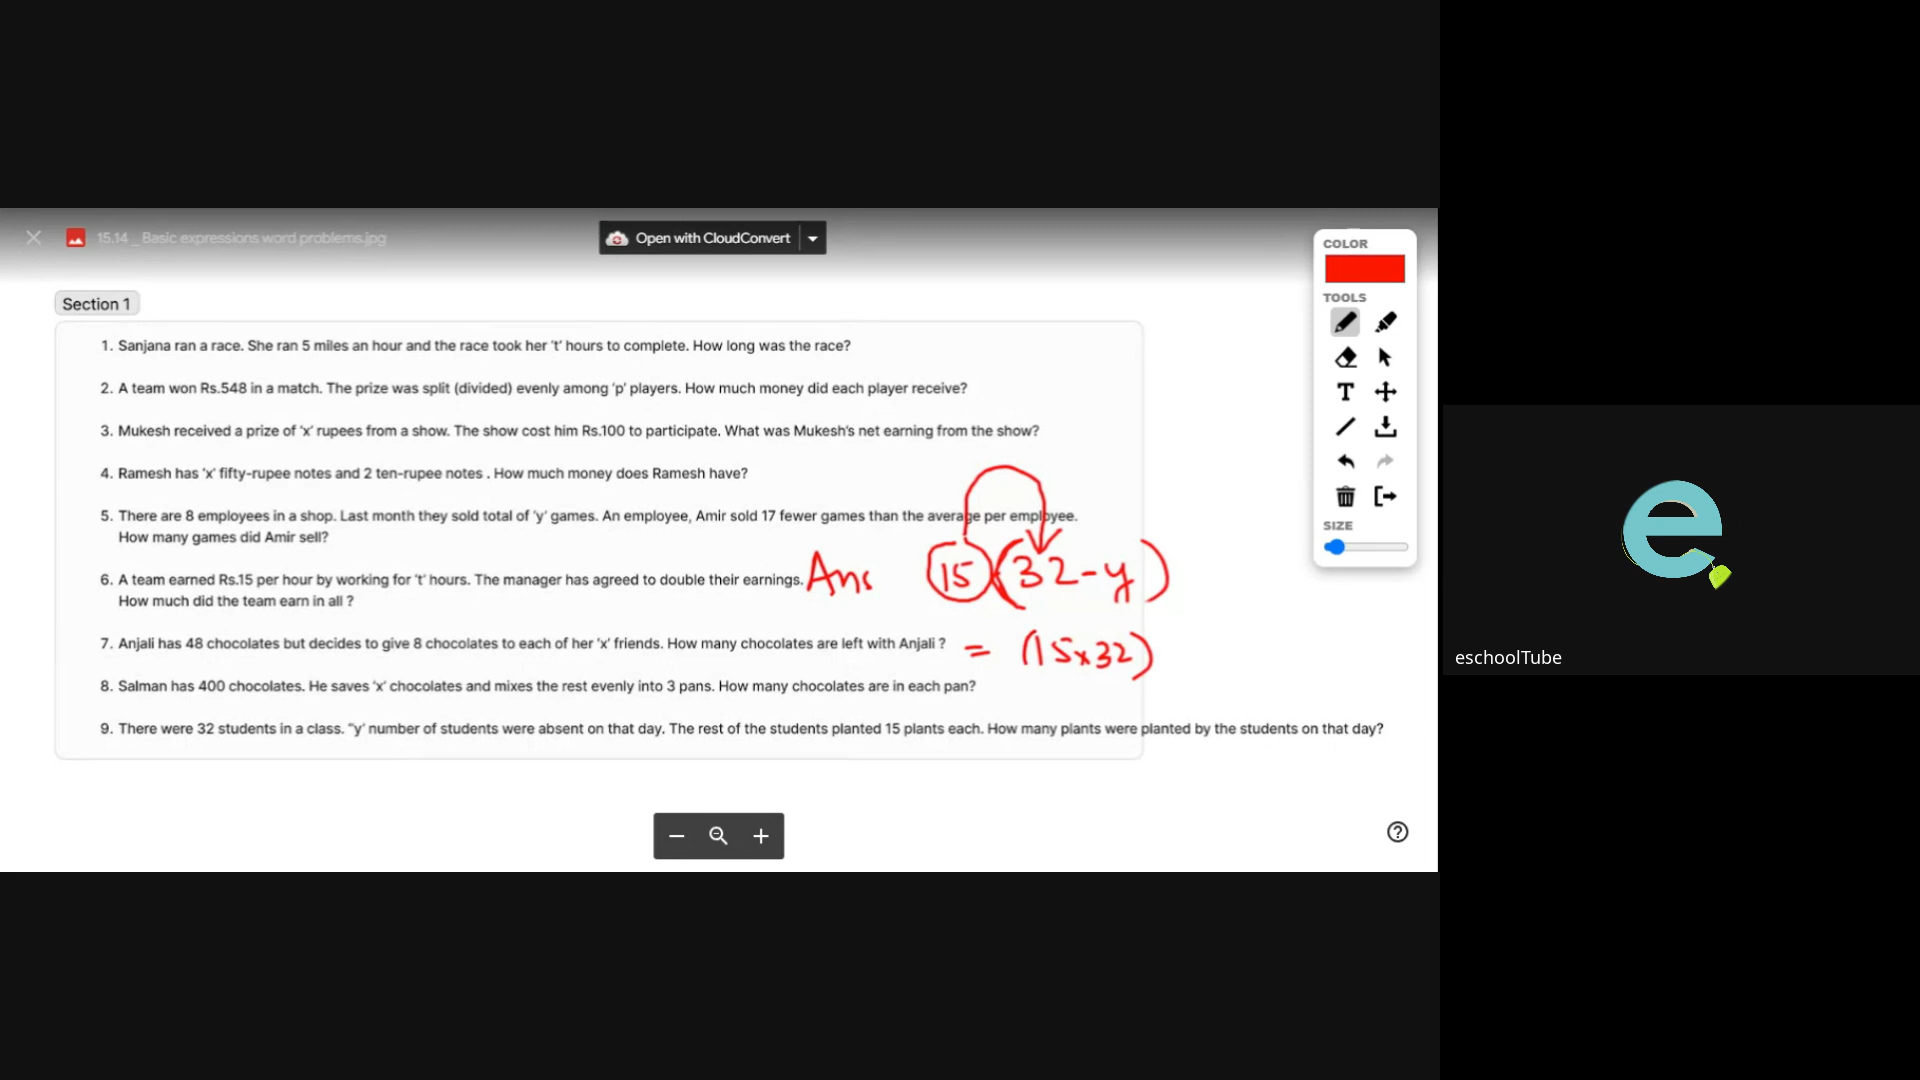 15.14 _ Basic expressions word problems.jpg
Open with CloudConvert
COLOR
TOOLS
T
SIZE
Section 1
1. Sanjana ran a race. She ran 5 miles an hour and the race took her 't' hours to complete. How long was the race?
2. A team won Rs.548 in a match. The prize was split (divided) evenly among 'p' players. How much money did each player receive?
3. Mukesh received a prize of 'x' rupees from a show. The show cost him Rs.100 to participate. What was Mukesh's net earning from the show?
4. Ramesh has 'x' fifty-rupee notes and 2 ten-rupee notes . How much money does Ramesh have?
5. There are 8 employees in a shop. Last month they sold total of 'y' games. An employee, Amir sold 17 fewer games than the average per employee.
How many games did Amir sell?
6. A team earned Rs.15 per hour by working for 't' hours. The manager has agreed to double their earnings.
How much did the team earn in all ?
Ans 15 (32-y)
7. Anjali has 48 chocolates but decides to give 8 chocolates to each of her 'x' friends. How many chocolates are left with Anjali ?
= (15x32)
8. Salman has 400 chocolates. He saves 'x' chocolates and mixes the rest evenly into 3 pans. How many chocolates are in each pan?
9. There were 32 students in a class. "y' number of students were absent on that day. The rest of the students planted 15 plants each. How many plants were planted by the students on that day?
e
eschoolTube